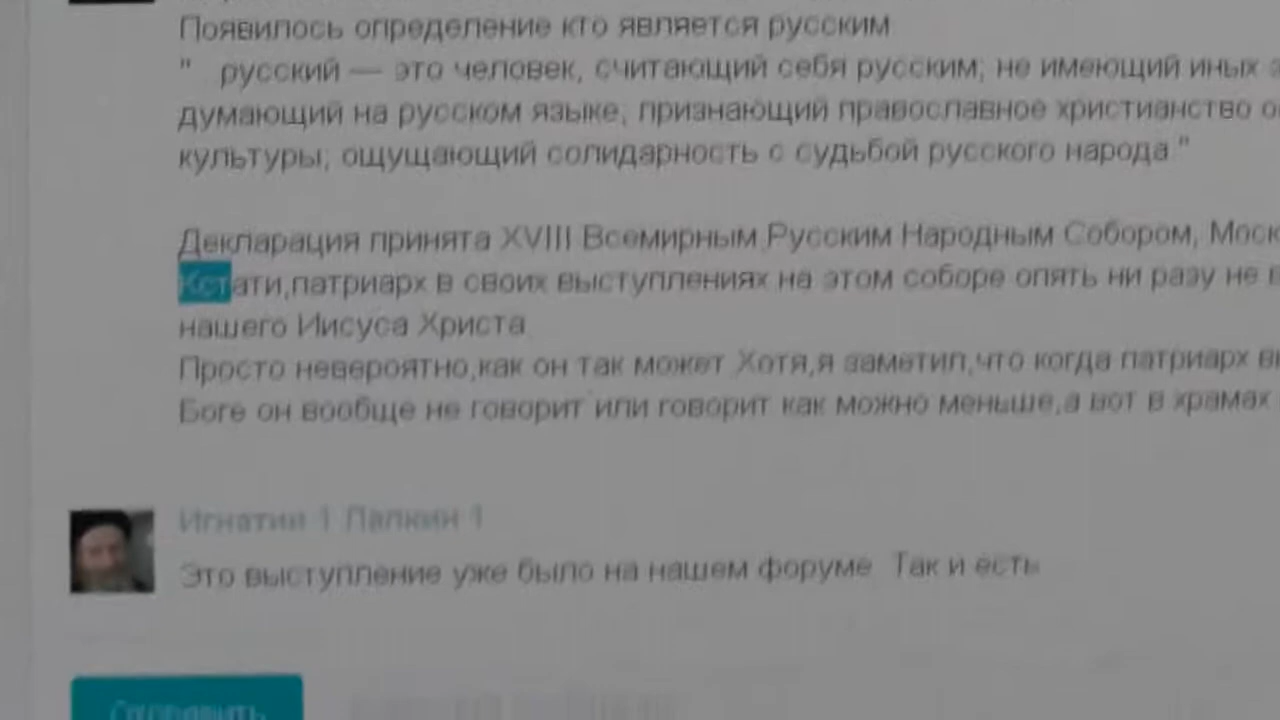 Появилось определение кто является русским
" русский — это человек, считающий себя русским; не имеющий иных
думающий на русском языке; признающий православное христианство
культуры; ощущающий солидарность с судьбой русского народа."
Декларация принята XVIII Всемирным Русским Народным Собором,
Кстати,патриарх в своих выступлениях на этом соборе опять ни разу не
нашего Иисуса Христа.
Просто невероятно,как он так может.Хотя,я заметил,что когда патриарх
Боге он вообще не говорит или говорит как можно меньше,а вот в храмах
Игнатий 1 Лапкин 1
Это выступление уже было на нашем форуме. Так и есть
Отправить